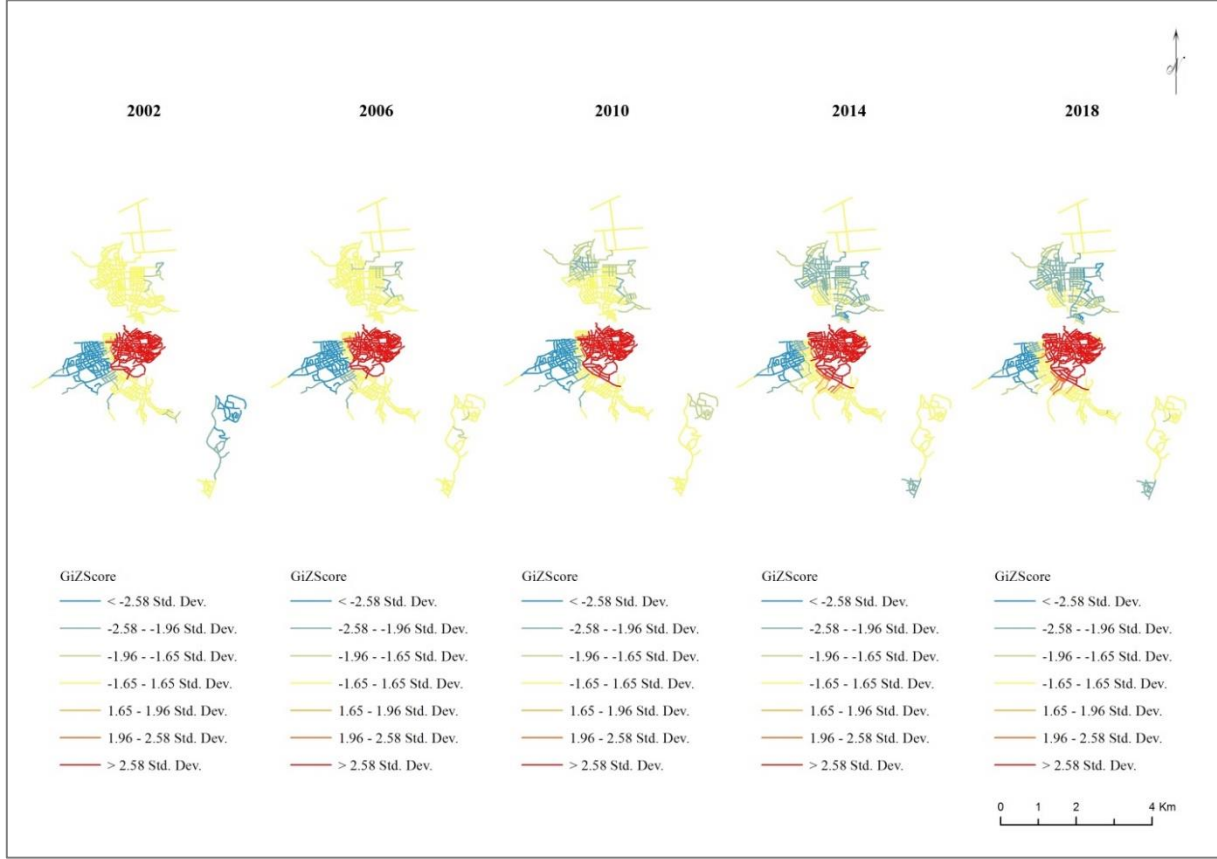 2002 2006 2010 2014 2018
GiZScore GiZScore GiZScore GiZScore GiZScore
< -2.58 Std. Dev. < -2.58 Std. Dev. < -2.58 Std. Dev. < -2.58 Std. Dev. < -2.58 Std. Dev.
-2.58 - -1.96 Std. Dev. -2.58 - -1.96 Std. Dev. -2.58 - -1.96 Std. Dev. -2.58 - -1.96 Std. Dev. -2.58 - -1.96 Std. Dev.
-1.96 - -1.65 Std. Dev. -1.96 - -1.65 Std. Dev. -1.96 - -1.65 Std. Dev. -1.96 - -1.65 Std. Dev. -1.96 - -1.65 Std. Dev.
-1.65 - 1.65 Std. Dev. -1.65 - 1.65 Std. Dev. -1.65 - 1.65 Std. Dev. -1.65 - 1.65 Std. Dev. -1.65 - 1.65 Std. Dev.
1.65 - 1.96 Std. Dev. 1.65 - 1.96 Std. Dev. 1.65 - 1.96 Std. Dev. 1.65 - 1.96 Std. Dev. 1.65 - 1.96 Std. Dev.
1.96 - 2.58 Std. Dev. 1.96 - 2.58 Std. Dev. 1.96 - 2.58 Std. Dev. 1.96 - 2.58 Std. Dev. 1.96 - 2.58 Std. Dev.
> 2.58 Std. Dev. > 2.58 Std. Dev. > 2.58 Std. Dev. > 2.58 Std. Dev. > 2.58 Std. Dev.
0 1 2 4 Km